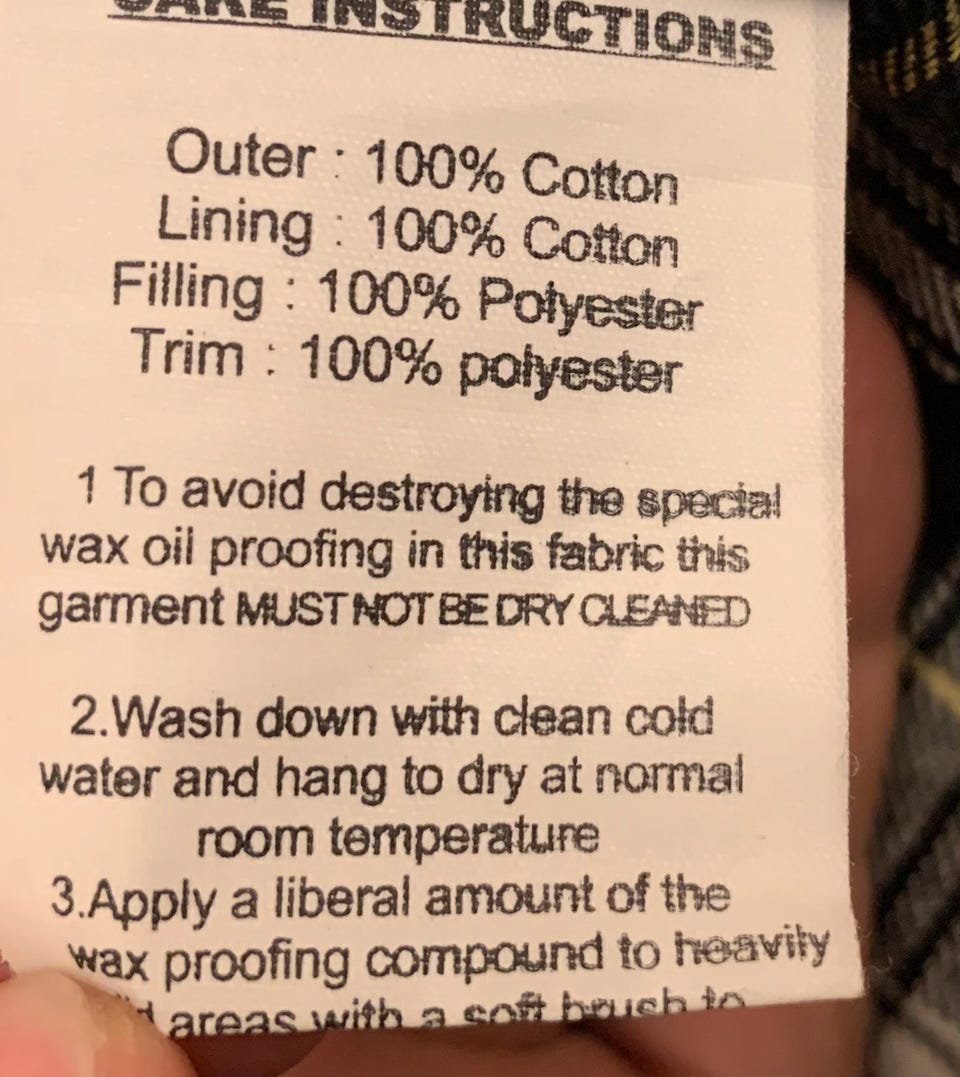 CARE INSTRUCTIONS
Outer : 100% Cotton
Lining : 100% Cotton
Filling : 100% Polyester
Trim : 100% polyester
1 To avoid destroying the special
wax oil proofing in this fabric this
garment MUST NOT BE DRY CLEANED
2.Wash down with clean cold
water and hang to dry at normal
room temperature
3.Apply a liberal amount of the
wax proofing compound to heavily
areas with a soft brush to